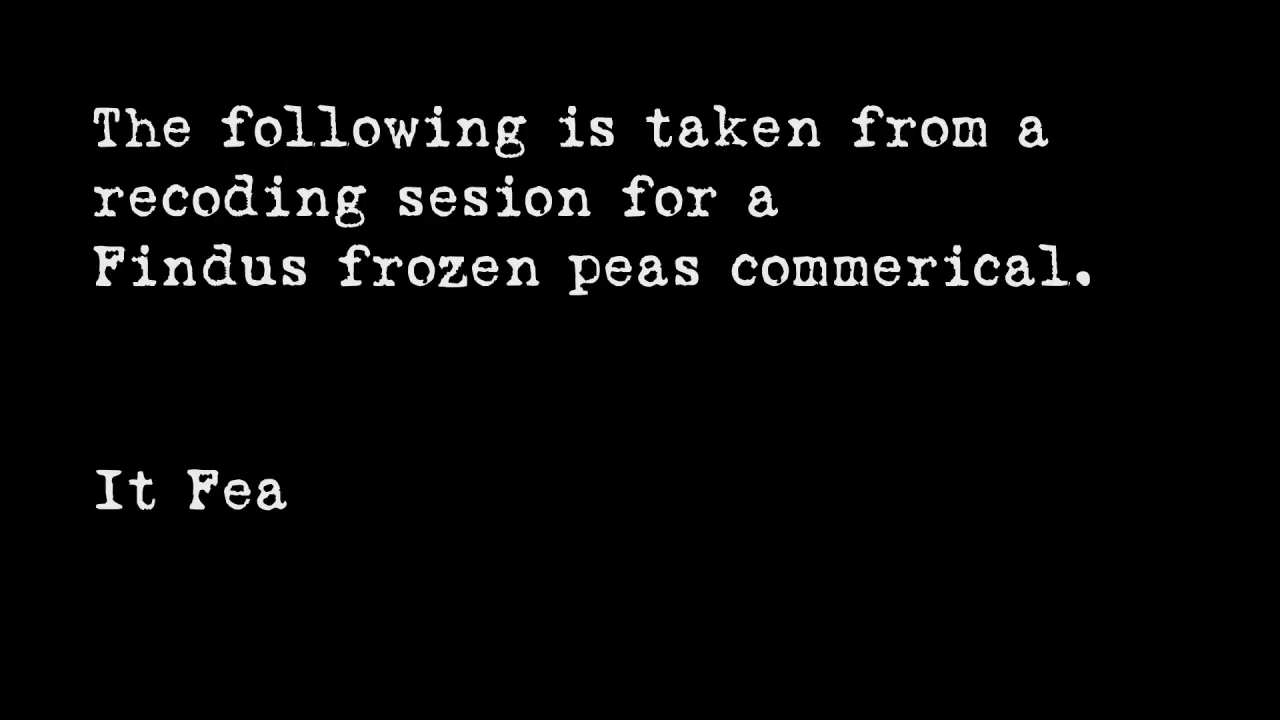 The following is taken from a
recoding sesion for a
Findus frozen peas commerical.
It Fea